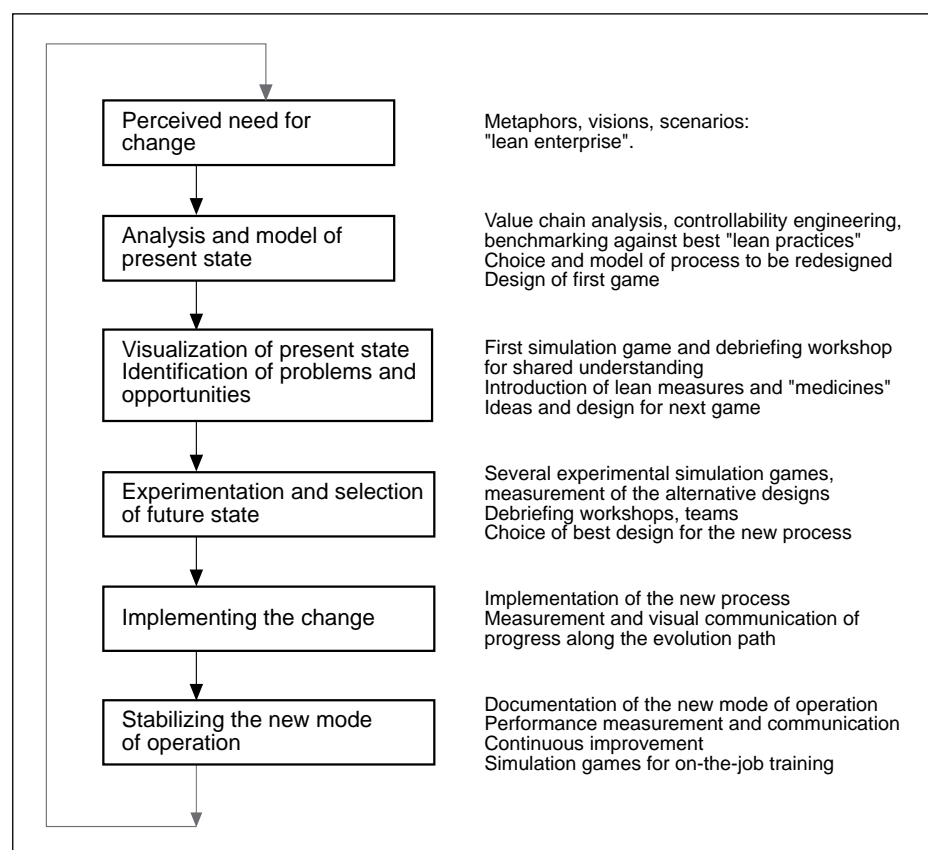 Perceived need for
change
Metaphors, visions, scenarios:
"lean enterprise".
Analysis and model of
present state
Value chain analysis, controllability engineering,
benchmarking against best "lean practices"
Choice and model of process to be redesigned
Design of first game
Visualization of present state
Identification of problems and
opportunities
First simulation game and debriefing workshop
for shared understanding
Introduction of lean measures and "medicines"
Ideas and design for next game
Experimentation and selection
of future state
Several experimental simulation games,
measurement of the alternative designs
Debriefing workshops, teams
Choice of best design for the new process
Implementing the change
Implementation of the new process
Measurement and visual communication of
progress along the evolution path
Stabilizing the new mode
of operation
Documentation of the new mode of operation
Performance measurement and communication
Continuous improvement
Simulation games for on-the-job training